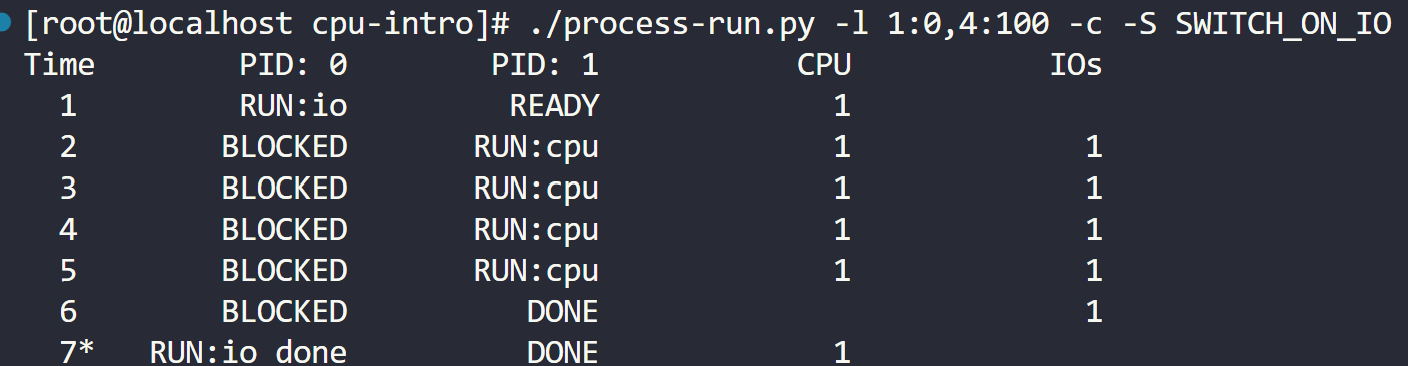 [root@localhost cpu-intro]# ./process-run.py -l 1:0,4:100 -c -S SWITCH_ON_IO
Time PID: 0 PID: 1 CPU IOs
1 RUN:io READY 1
2 BLOCKED RUN:cpu 1 1
3 BLOCKED RUN:cpu 1 1
4 BLOCKED RUN:cpu 1 1
5 BLOCKED RUN:cpu 1 1
6 BLOCKED DONE 1
7* RUN:io done DONE 1